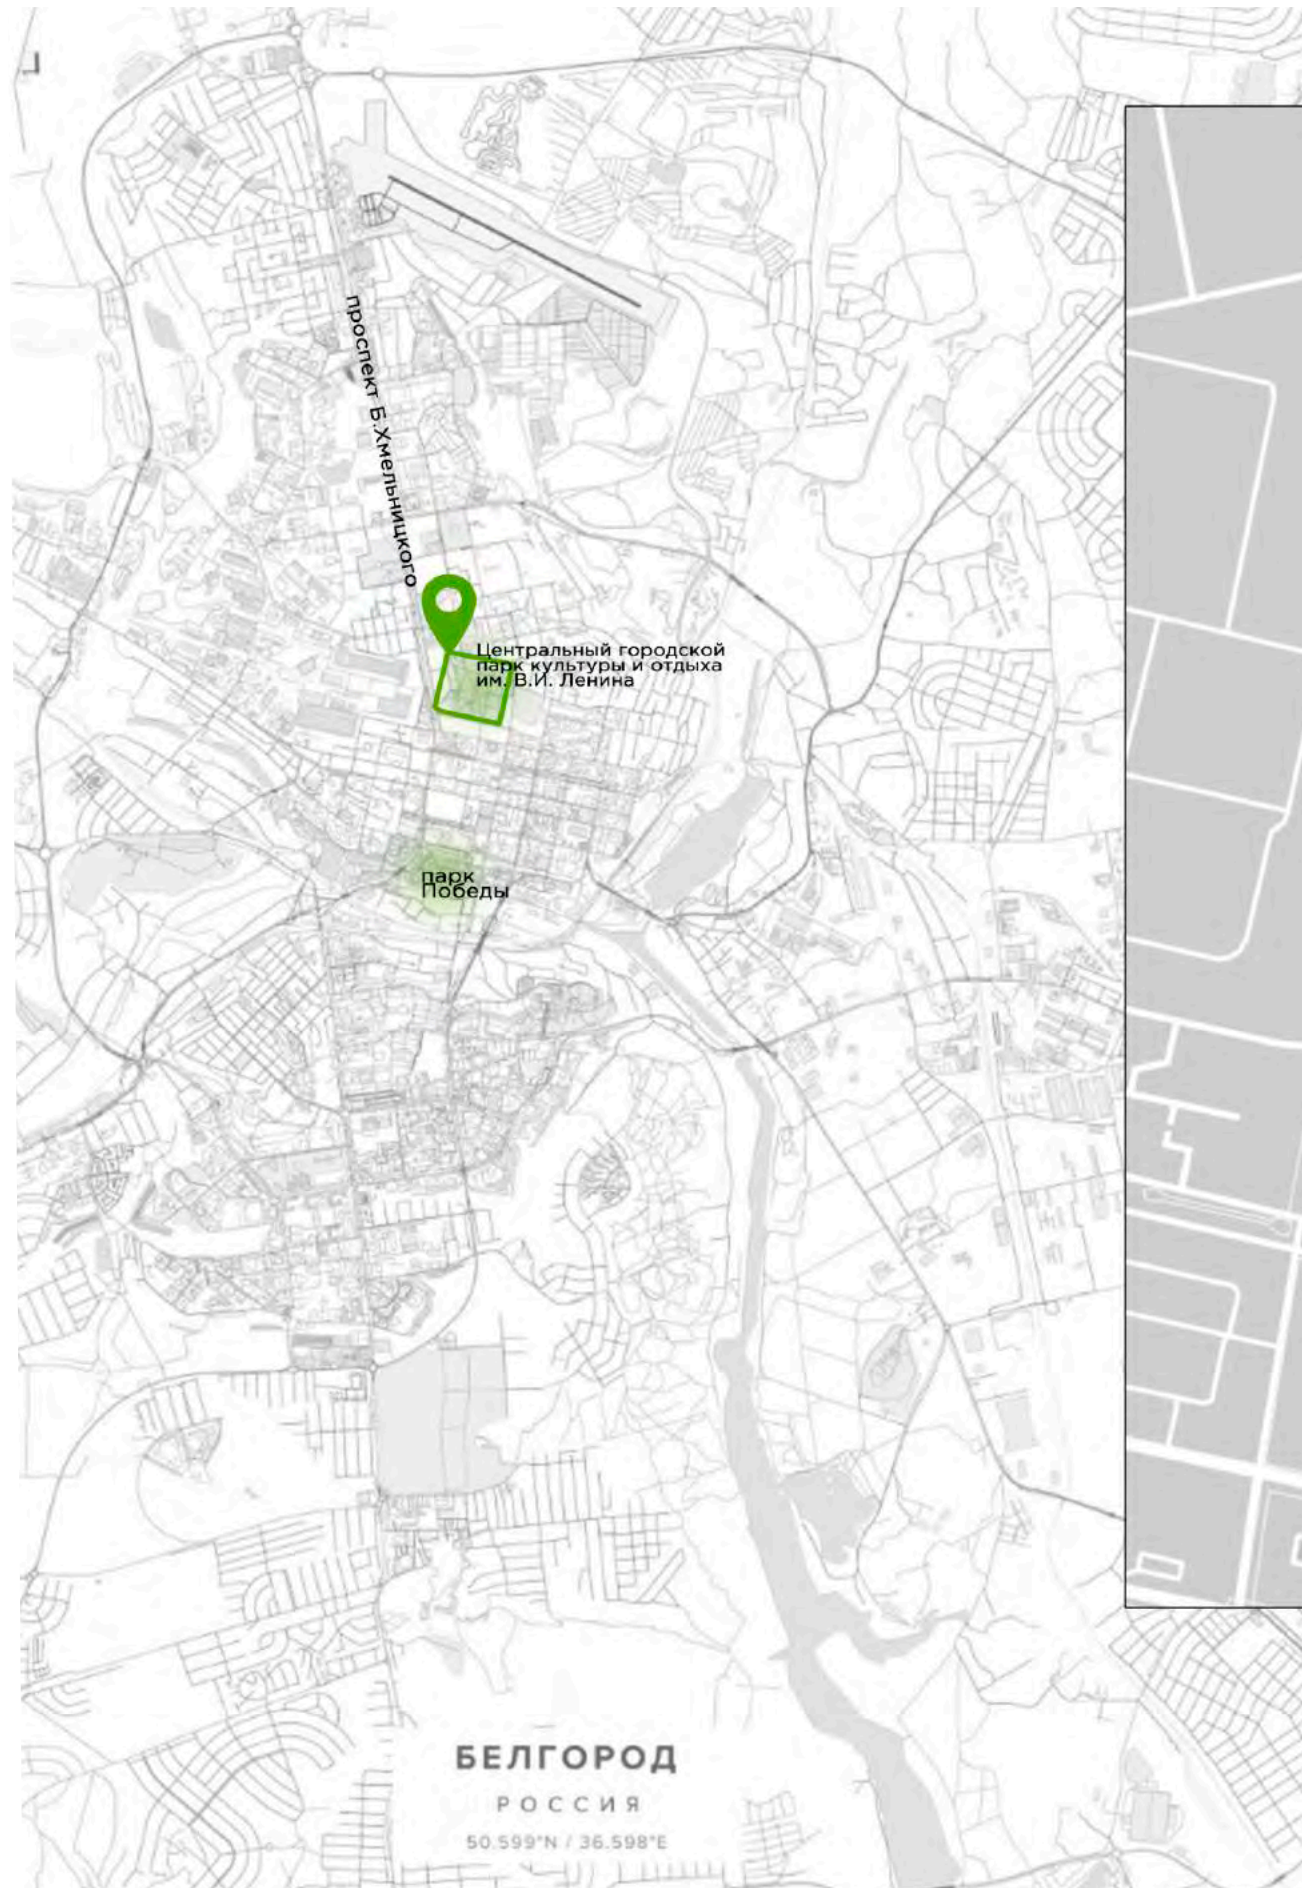 проспект Б.Хмельницкого
Центральный городской
парк культуры и отдыха
им. В.И. Ленина
парк
Победы
БЕЛГОРОД
РОССИЯ
50.599°N / 36.598°E